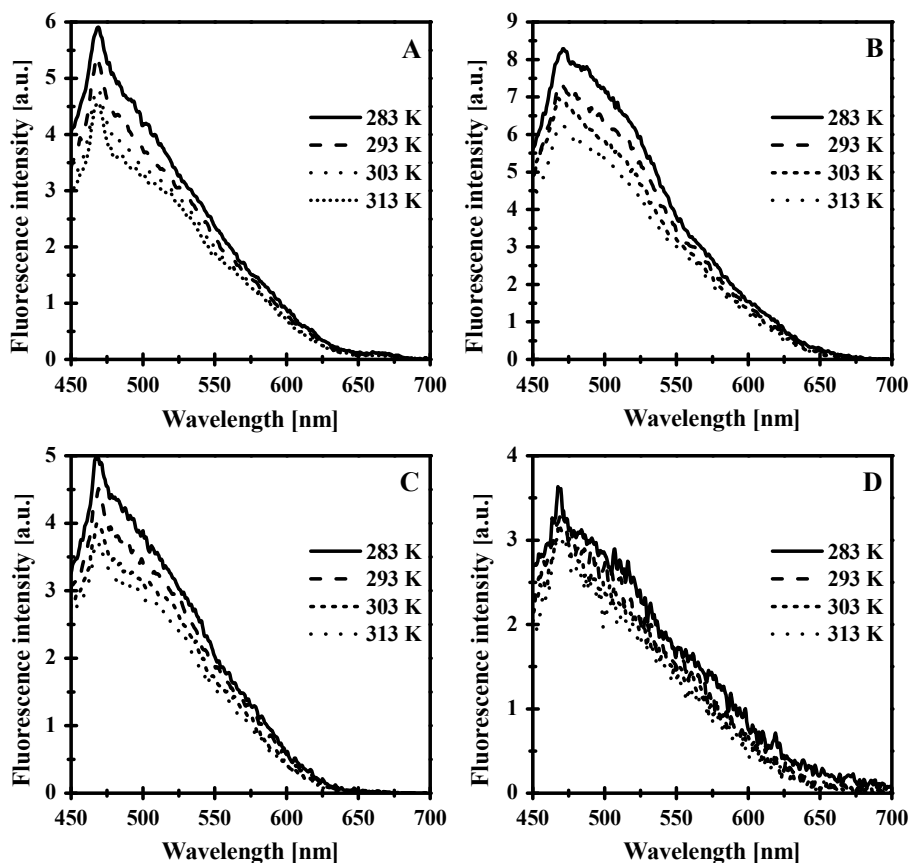 A
Fluorescence intensity [a.u.]
6
5
4
3
2
1
0
283 K
293 K
303 K
313 K
450 500 550 600 650 700
Wavelength [nm]
B
Fluorescence intensity [a.u.]
9
8
7
6
5
4
3
2
1
0
283 K
293 K
303 K
313 K
450 500 550 600 650 700
Wavelength [nm]
C
Fluorescence intensity [a.u.]
5
4
3
2
1
0
283 K
293 K
303 K
313 K
450 500 550 600 650 700
Wavelength [nm]
D
Fluorescence intensity [a.u.]
4
3
2
1
0
283 K
293 K
303 K
313 K
450 500 550 600 650 700
Wavelength [nm]